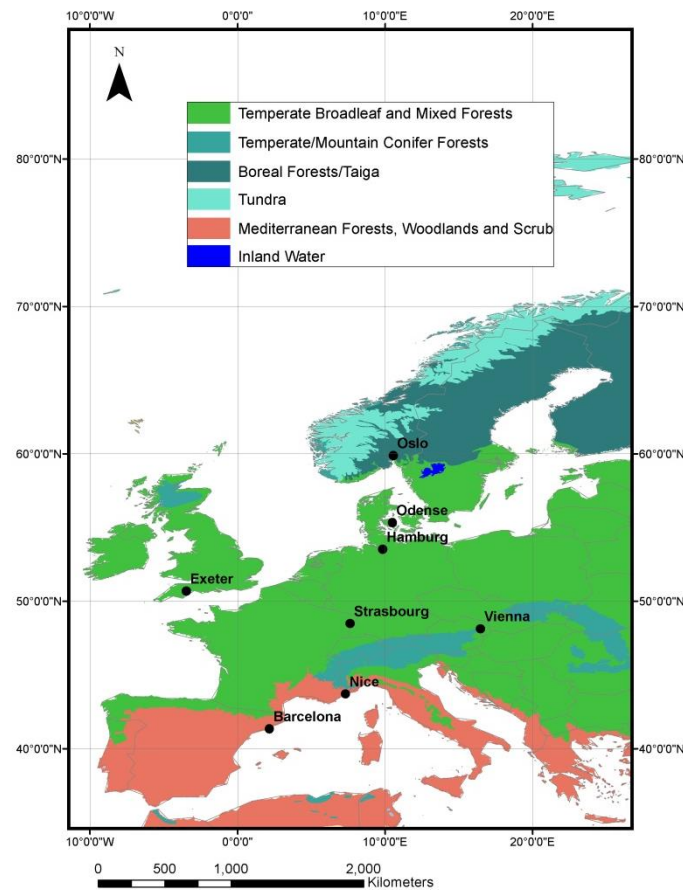 10°0'0"W 0°0'0" 10°0'0"E 20°0'0"E
N
Temperate Broadleaf and Mixed Forests
Temperate/Mountain Conifer Forests
Boreal Forests/Taiga
Tundra
Mediterranean Forests, Woodlands and Scrub
Inland Water
80°0'0"N 80°0'0"N
70°0'0"N 70°0'0"N
60°0'0"N 60°0'0"N
Oslo
Odense
Hamburg
Exeter
50°0'0"N 50°0'0"N
Strasbourg Vienna
Nice
Barcelona
40°0'0"N 40°0'0"N
10°0'0"W 0°0'0" 10°0'0"E 20°0'0"E
0 500 1,000 2,000
Kilometers